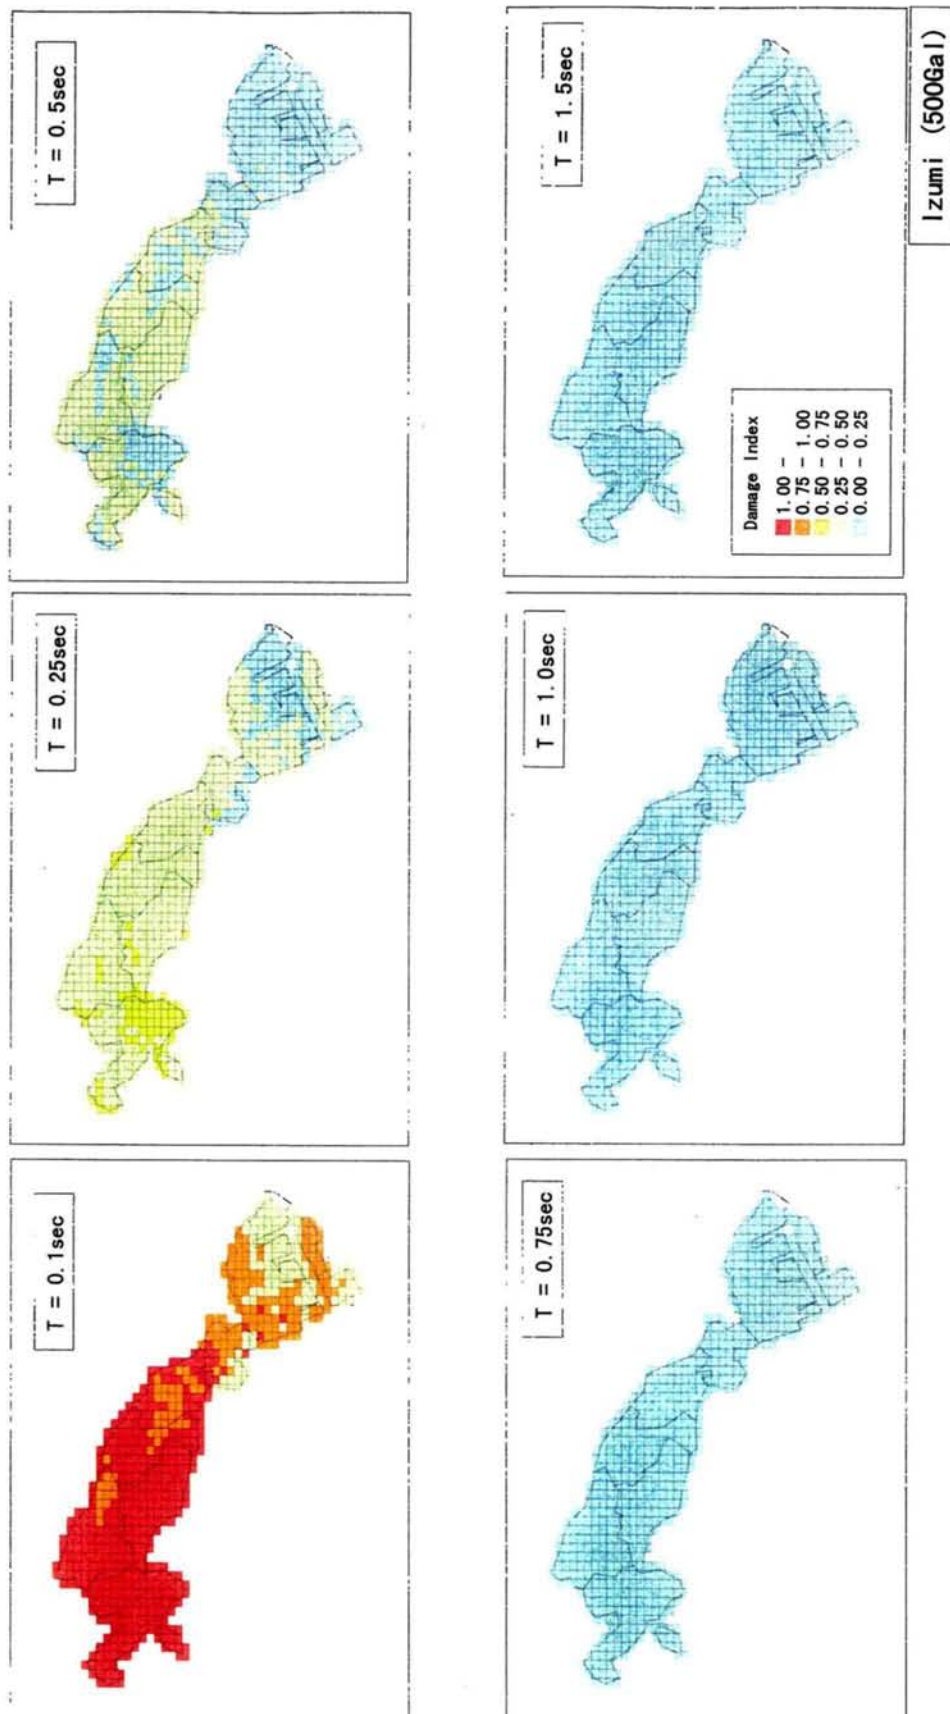 T = 0.1sec
T = 0.25sec
T = 0.5sec
T = 0.75sec
T = 1.0sec
T = 1.5sec
Damage Index
1.00 -
0.75 - 1.00
0.50 - 0.75
0.25 - 0.50
0.00 - 0.25
Izumi (500Gal)